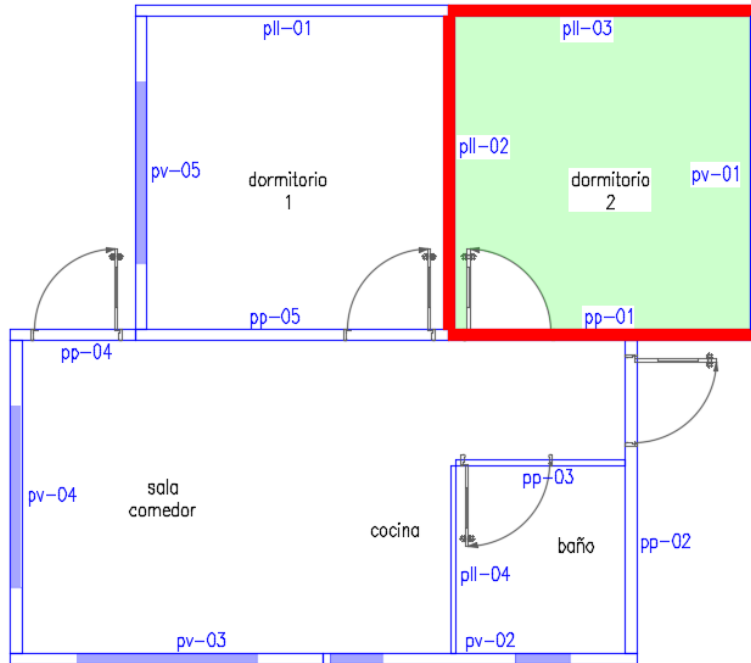 pll-01
pll-03
pll-02
pv-05
pv-01
dormitorio
1
dormitorio
2
pp-05
pp-01
pp-04
pp-03
pv-04
sala
comedor
cocina
baño
pp-02
pll-04
pv-03
pv-02